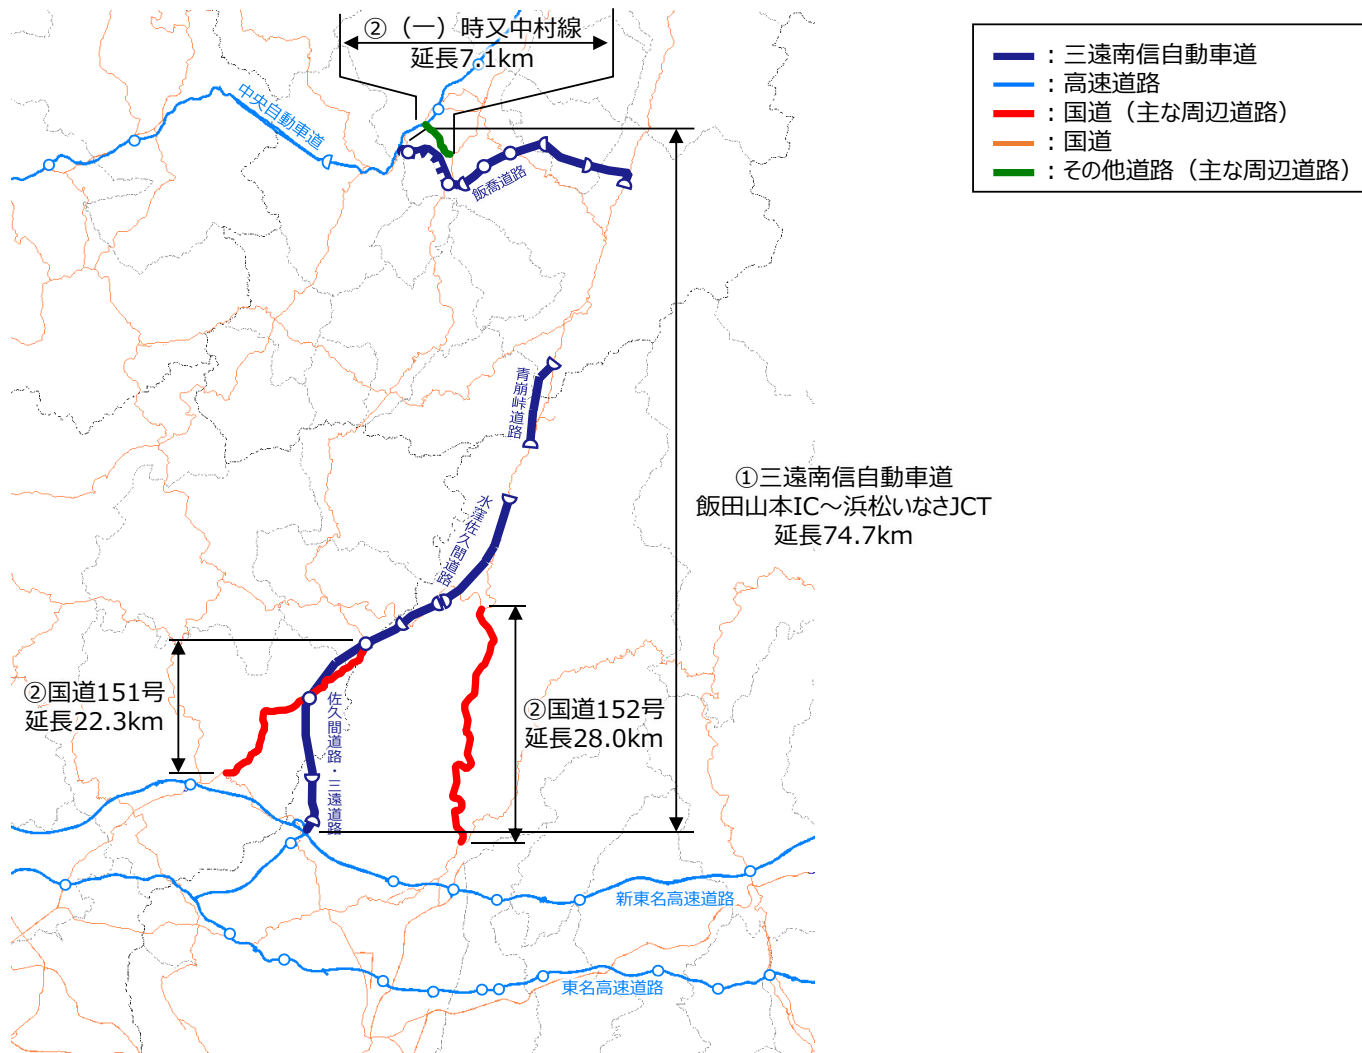 ②（一）時又中村線
延長7.1km
：三遠南信自動車道
：高速道路
：国道（主な周辺道路）
：国道
：その他道路（主な周辺道路）
中央自動車道
飯喬道路
青崩峠道路
①三遠南信自動車道
飯田山本IC～浜松いなさJCT
延長74.7km
水窪佐久間道路
②国道151号
延長22.3km
佐久間道路・三遠道路
②国道152号
延長28.0km
新東名高速道路
東名高速道路